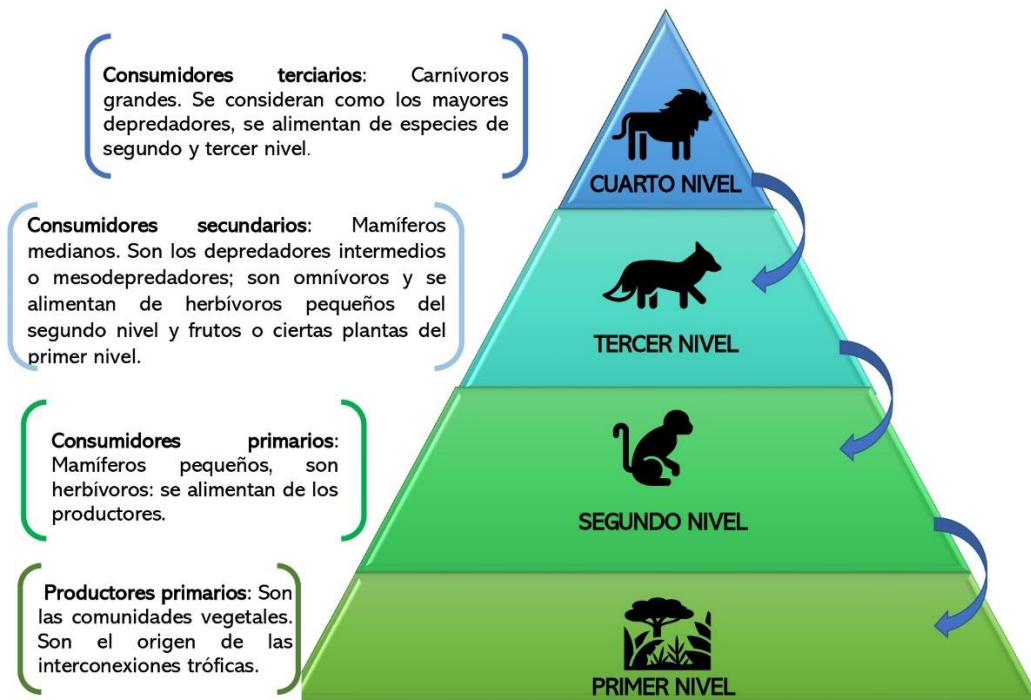 Consumidores terciarios: Carnívoros
grandes. Se consideran como los mayores
depredadores, se alimentan de especies de
segundo y tercer nivel.
CUARTO NIVEL
Consumidores secundarios: Mamíferos
medianos. Son los depredadores intermedios
o mesodepredadores; son omnívoros y se
alimentan de herbívoros pequeños del
segundo nivel y frutos o ciertas plantas del
primer nivel.
TERCER NIVEL
Consumidores primarios:
Mamíferos pequeños, son
herbívoros: se alimentan de los
productores.
SEGUNDO NIVEL
Productores primarios: Son
las comunidades vegetales.
Son el origen de las
interconexiones tróficas.
PRIMER NIVEL